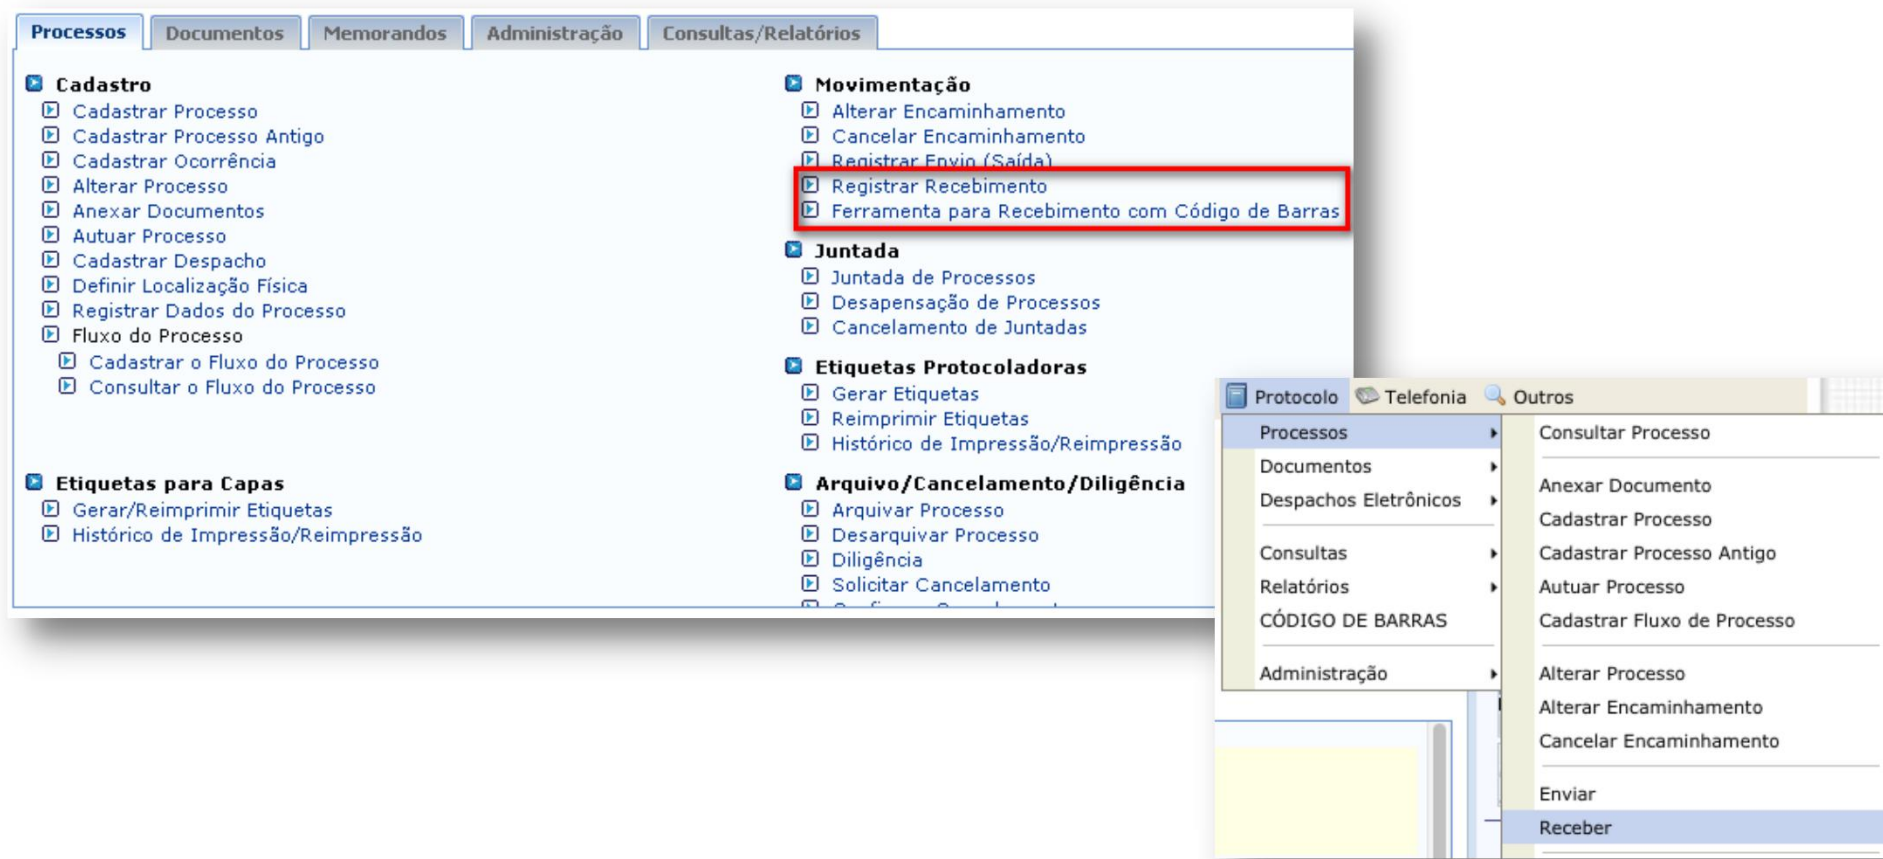 Processos Documentos Memorandos Administração Consultas/Relatórios
Cadastro
Cadastrar Processo
Cadastrar Processo Antigo
Cadastrar Ocorrência
Alterar Processo
Anexar Documentos
Autuar Processo
Cadastrar Despacho
Definir Localização Física
Registrar Dados do Processo
Fluxo do Processo
Cadastrar o Fluxo do Processo
Consultar o Fluxo do Processo
Etiquetas para Capas
Gerar/Reimprimir Etiquetas
Histórico de Impressão/Reimpressão
Movimentação
Alterar Encaminhamento
Cancelar Encaminhamento
Registrar Envio (Saída)
Registrar Recebimento
Ferramenta para Recebimento com Código de Barras
Juntada
Juntada de Processos
Desapensação de Processos
Cancelamento de Juntadas
Etiquetas Protocoladoras
Gerar Etiquetas
Reimprimir Etiquetas
Histórico de Impressão/Reimpressão
Arquivo/Cancelamento/Diligência
Arquivar Processo
Desarquivar Processo
Diligência
Solicitar Cancelamento
Protocolo Telefonia Outros
Processos
Documentos
Despachos Eletrônicos
Consultas
Relatórios
CÓDIGO DE BARRAS
Administração
Consultar Processo
Anexar Documento
Cadastrar Processo
Cadastrar Processo Antigo
Autuar Processo
Cadastrar Fluxo de Processo
Alterar Processo
Alterar Encaminhamento
Cancelar Encaminhamento
Enviar
Receber